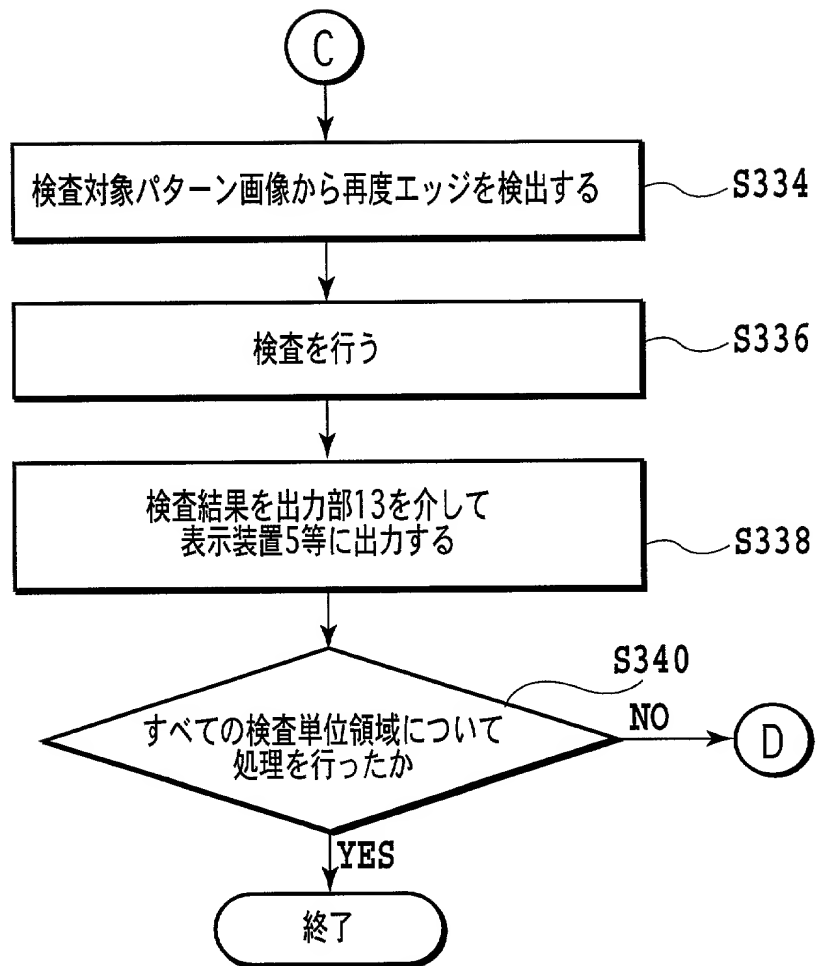 C
検査対象パターン画像から再度エッジを検出する
S334
検査を行う
S336
検査結果を出力部13を介して
表示装置5等に出力する
S338
S340
すべての検査単位領域について
処理を行ったか
NO
D
YES
終了